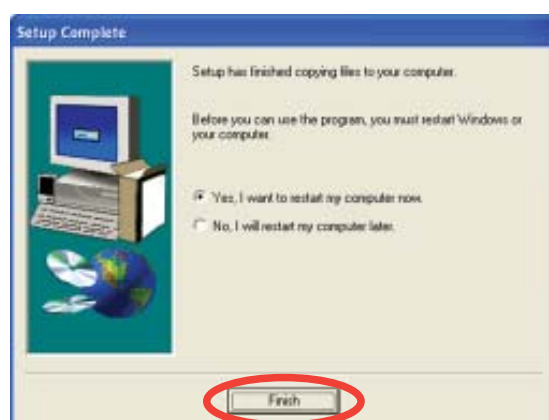 Setup Complete
Setup has finished copying files to your computer.
Before you can use the program, you must restart Windows or
your computer.
Yes, I want to restart my computer now.
No, I will restart my computer later.
Finish